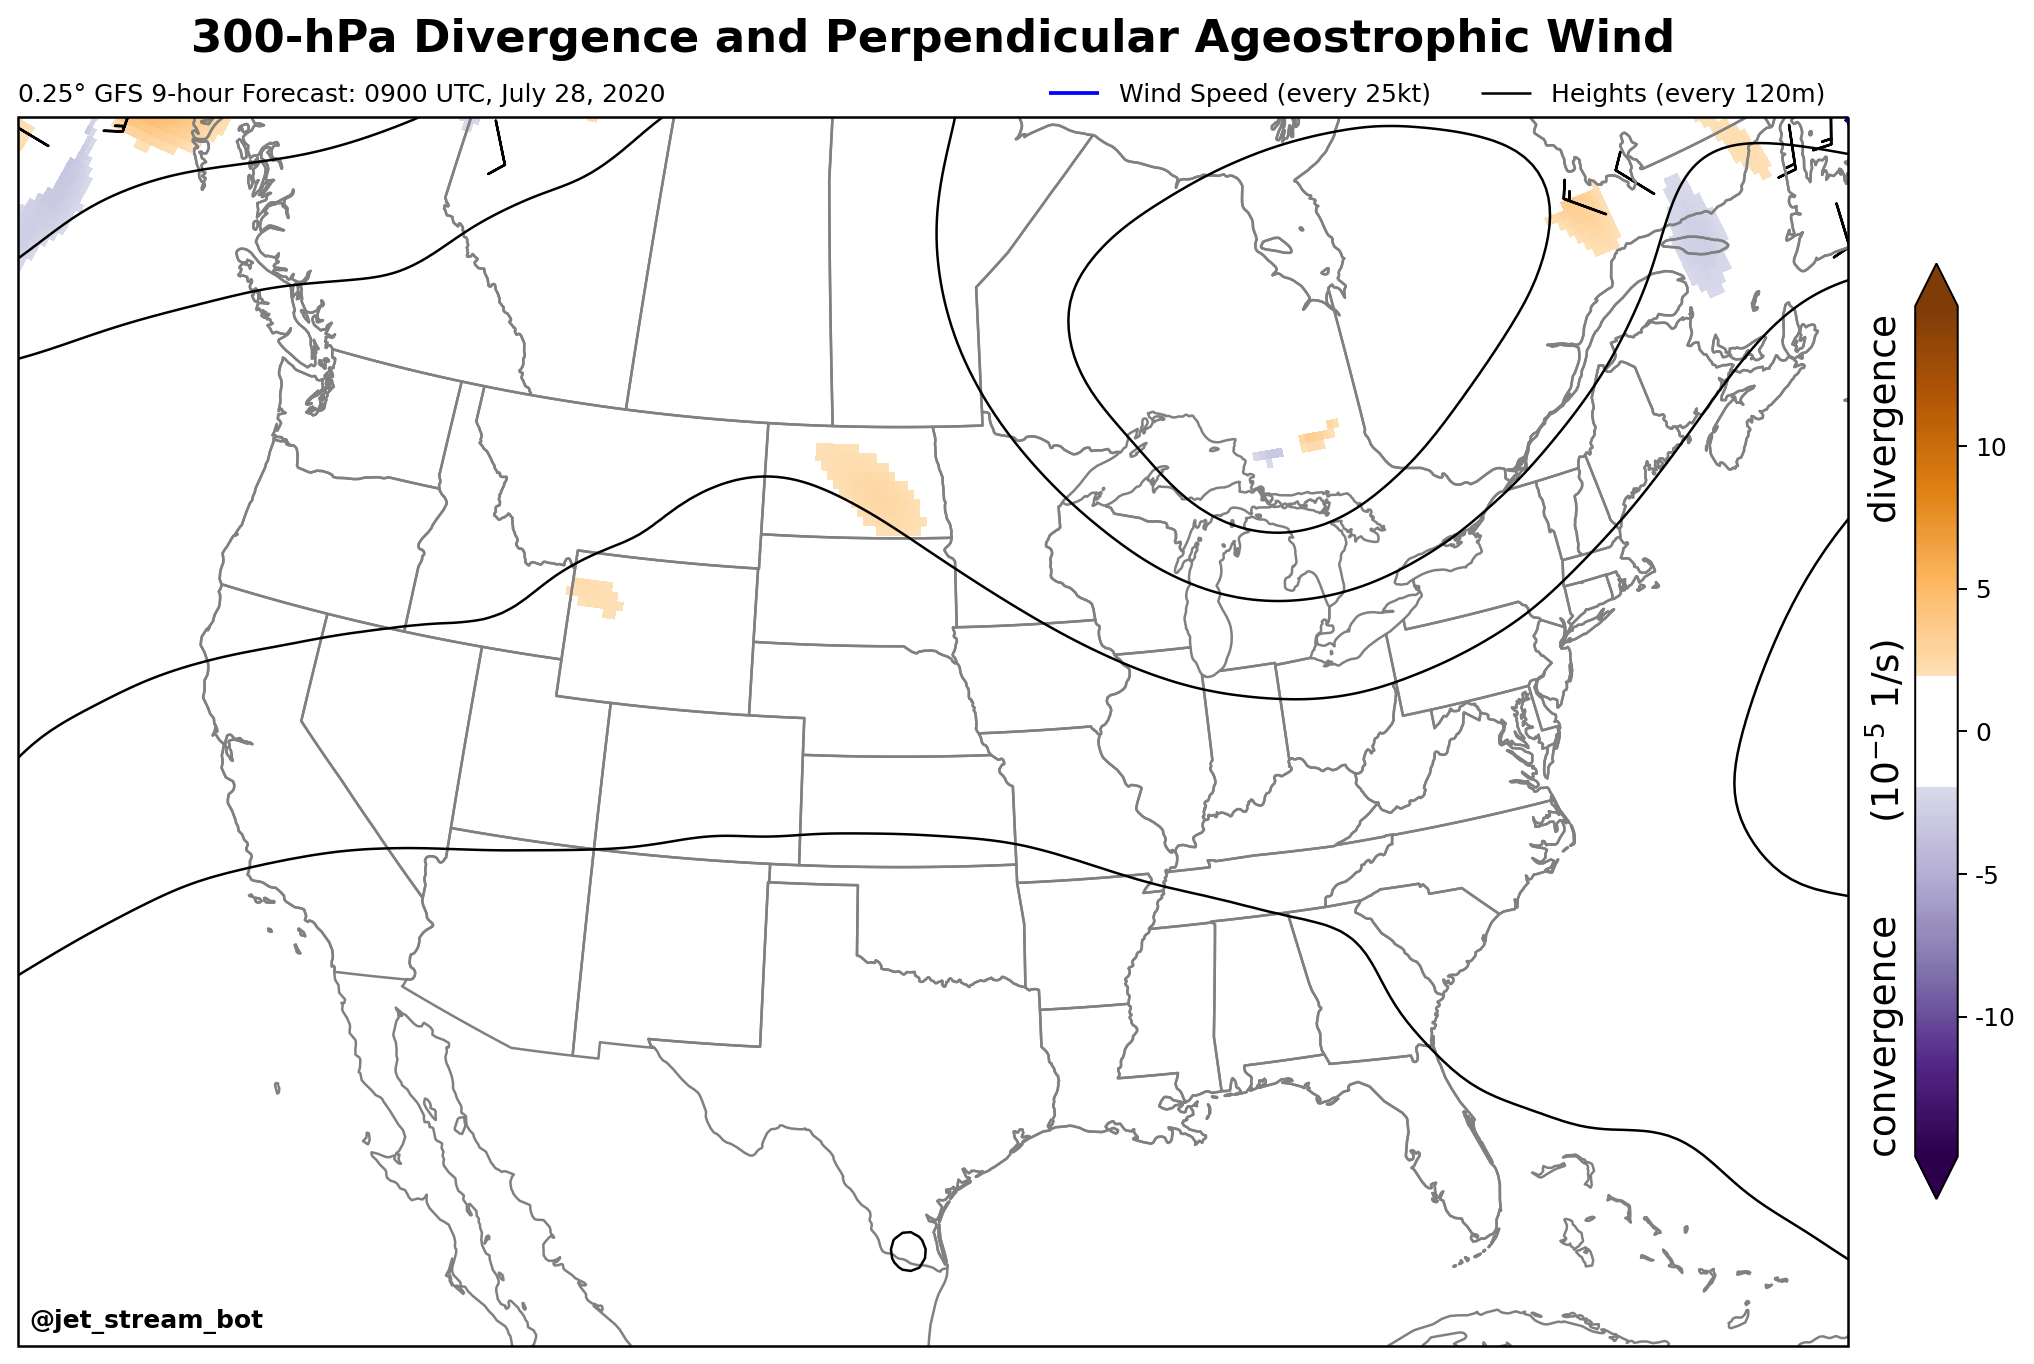 300-hPa Divergence and Perpendicular Ageostrophic Wind
0.25° GFS 9-hour Forecast: 0900 UTC, July 28, 2020
Wind Speed (every 25kt)
Heights (every 120m)
10
5
0
-5
-10
convergence (10⁻⁵ 1/s) divergence
@jet_stream_bot